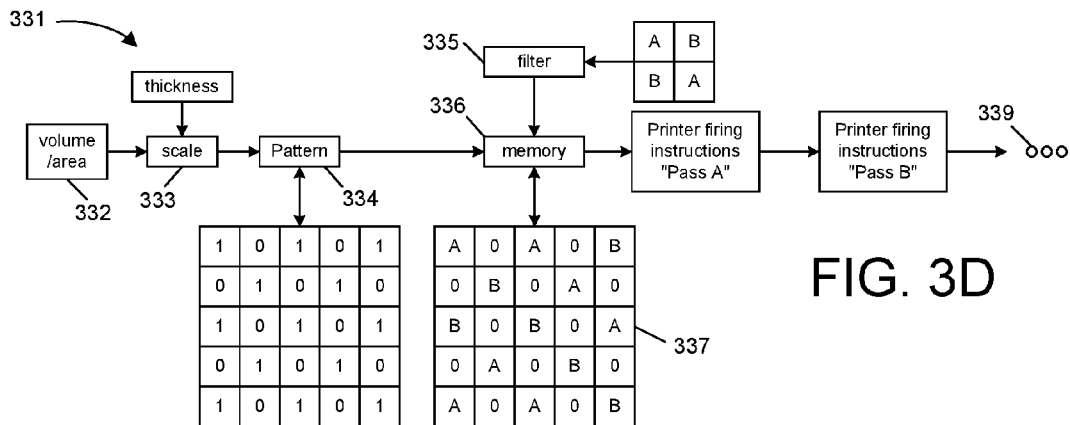 331
335
filter
A B
B A
thickness
336
339
volume
/area
scale
Pattern
memory
Printer firing
instructions
"Pass A"
Printer firing
instructions
"Pass B"
332
333
334
1 0 1 0 1
0 1 0 1 0
1 0 1 0 1
0 1 0 1 0
1 0 1 0 1
A 0 A 0 B
0 B 0 A 0
B 0 B 0 A
0 A 0 B 0
A 0 A 0 B
337
FIG. 3D